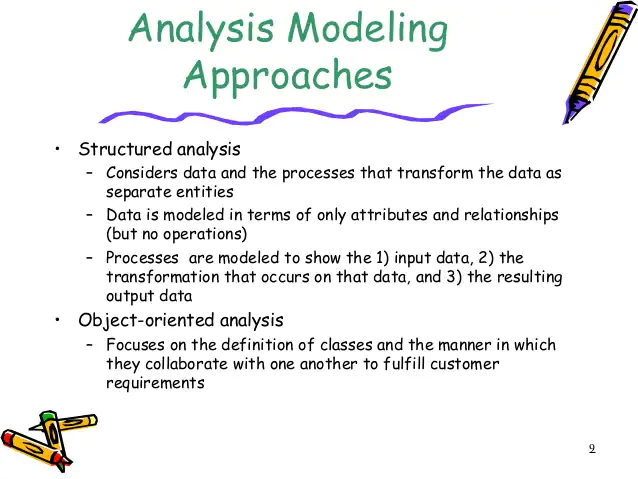 Analysis Modeling
Approaches
• Structured analysis
– Considers data and the processes that transform the data as
separate entities
– Data is modeled in terms of only attributes and relationships
(but no operations)
– Processes are modeled to show the 1) input data, 2) the
transformation that occurs on that data, and 3) the resulting
output data
• Object-oriented analysis
– Focuses on the definition of classes and the manner in which
they collaborate with one another to fulfill customer
requirements
9